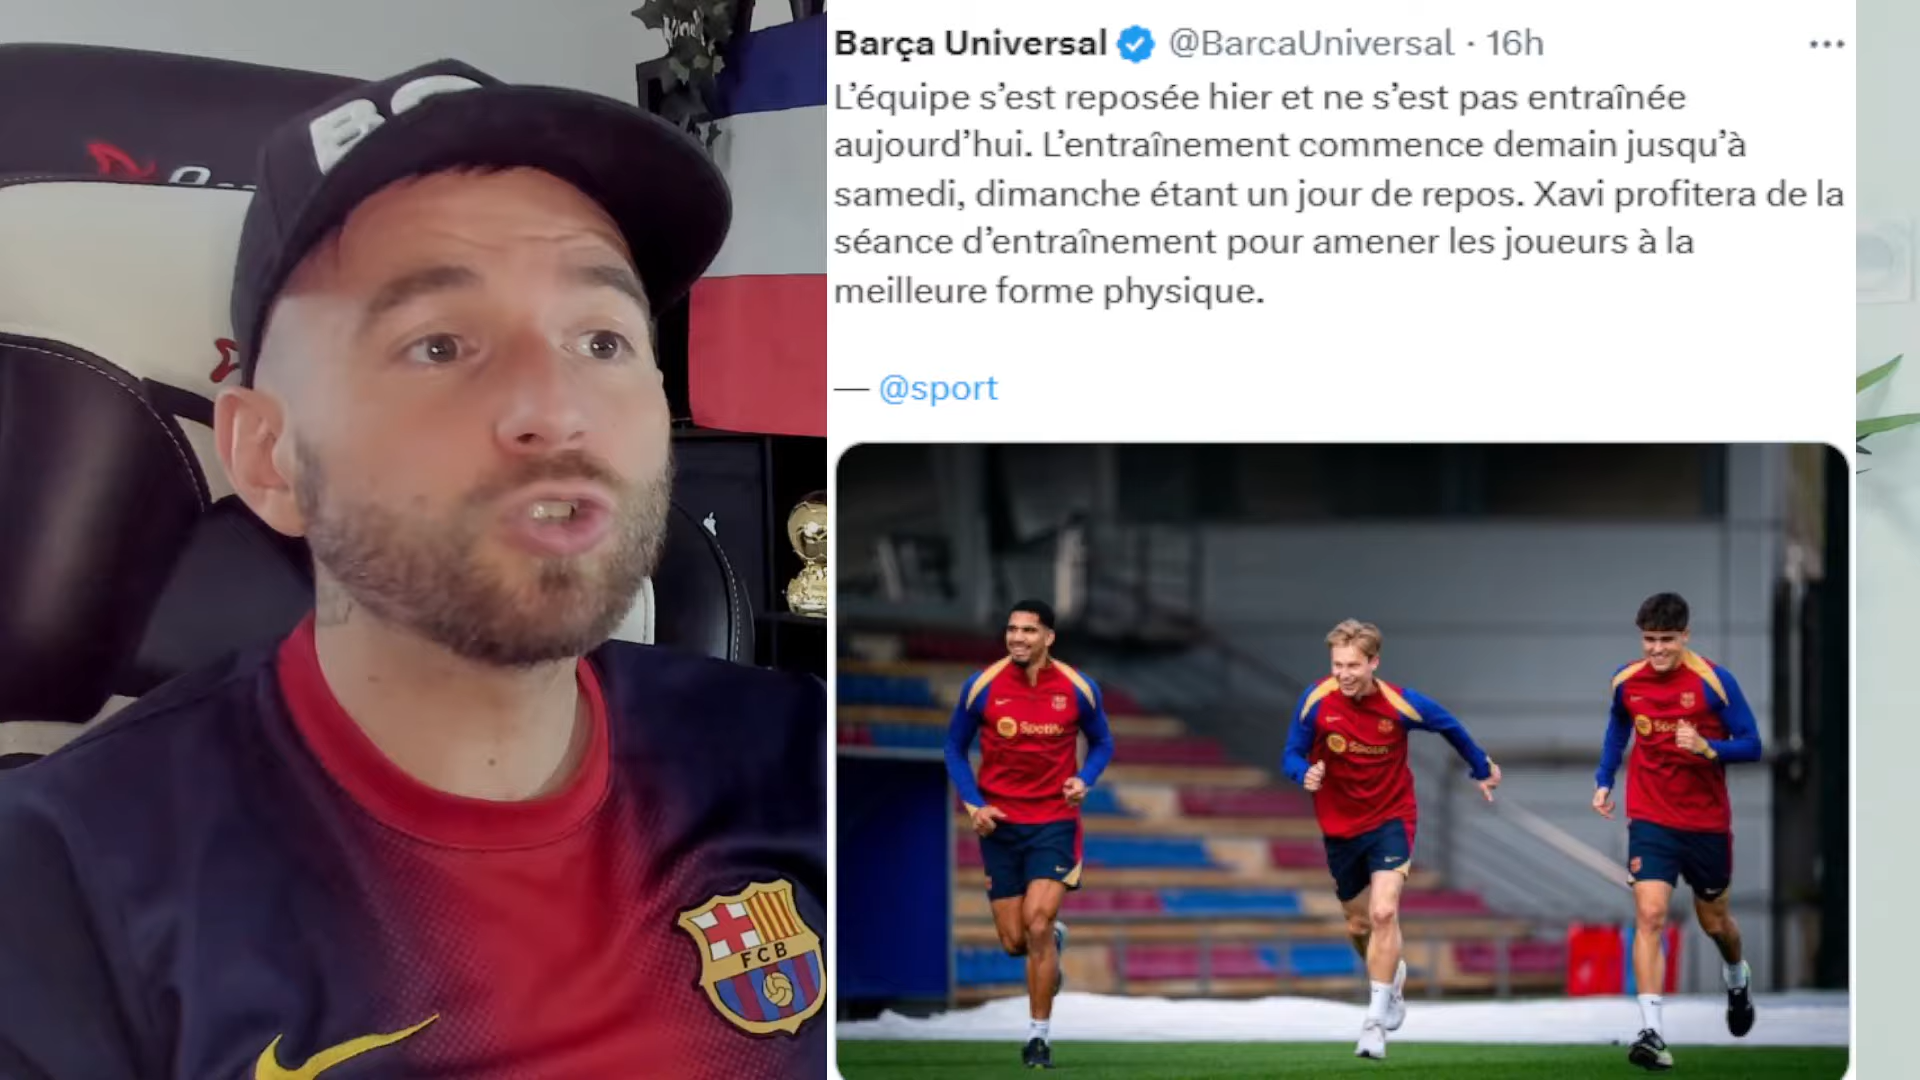 Barça Universal @BarcaUniversal · 16h
L’équipe s’est reposée hier et ne s’est pas entraînée
aujourd’hui. L’entraînement commence demain jusqu’à
samedi, dimanche étant un jour de repos. Xavi profitera de la
séance d’entraînement pour amener les joueurs à la
meilleure forme physique.
— @sport
Spotify
Spotify
FCB